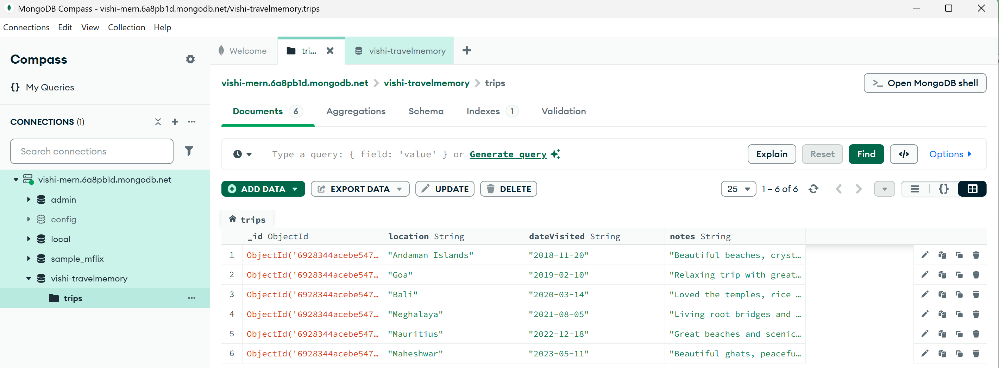 MongoDB Compass - vishi-mern.6a8pb1d.mongodb.net/vishi-travelmemory.trips
Connections Edit View Collection Help
Compass
{} My Queries
CONNECTIONS (1)
Search connections
vishi-mern.6a8pb1d.mongodb.net
admin
config
local
sample_mflix
vishi-travelmemory
trips
Welcome tri... vishi-travelmemory
vishi-mern.6a8pb1d.mongodb.net > vishi-travelmemory > trips
>_ Open MongoDB shell
Documents 6 Aggregations Schema Indexes 1 Validation
Type a query: { field: 'value' } or Generate query
Explain Reset Find </> Options
ADD DATA EXPORT DATA UPDATE DELETE
25 1 – 6 of 6 {}
trips
_id ObjectId location String dateVisited String notes String
1 ObjectId('6928344acebe547… "Andaman Islands" "2018-11-20" "Beautiful beaches, cryst…
2 ObjectId('6928344acebe547… "Goa" "2019-02-10" "Relaxing trip with great…
3 ObjectId('6928344acebe547… "Bali" "2020-03-14" "Loved the temples, rice …
4 ObjectId('6928344acebe547… "Meghalaya" "2021-08-05" "Living root bridges and …
5 ObjectId('6928344acebe547… "Mauritius" "2022-12-18" "Great beaches and scenic…
6 ObjectId('6928344acebe547… "Maheshwar" "2023-05-11" "Beautiful ghats, peacefu…